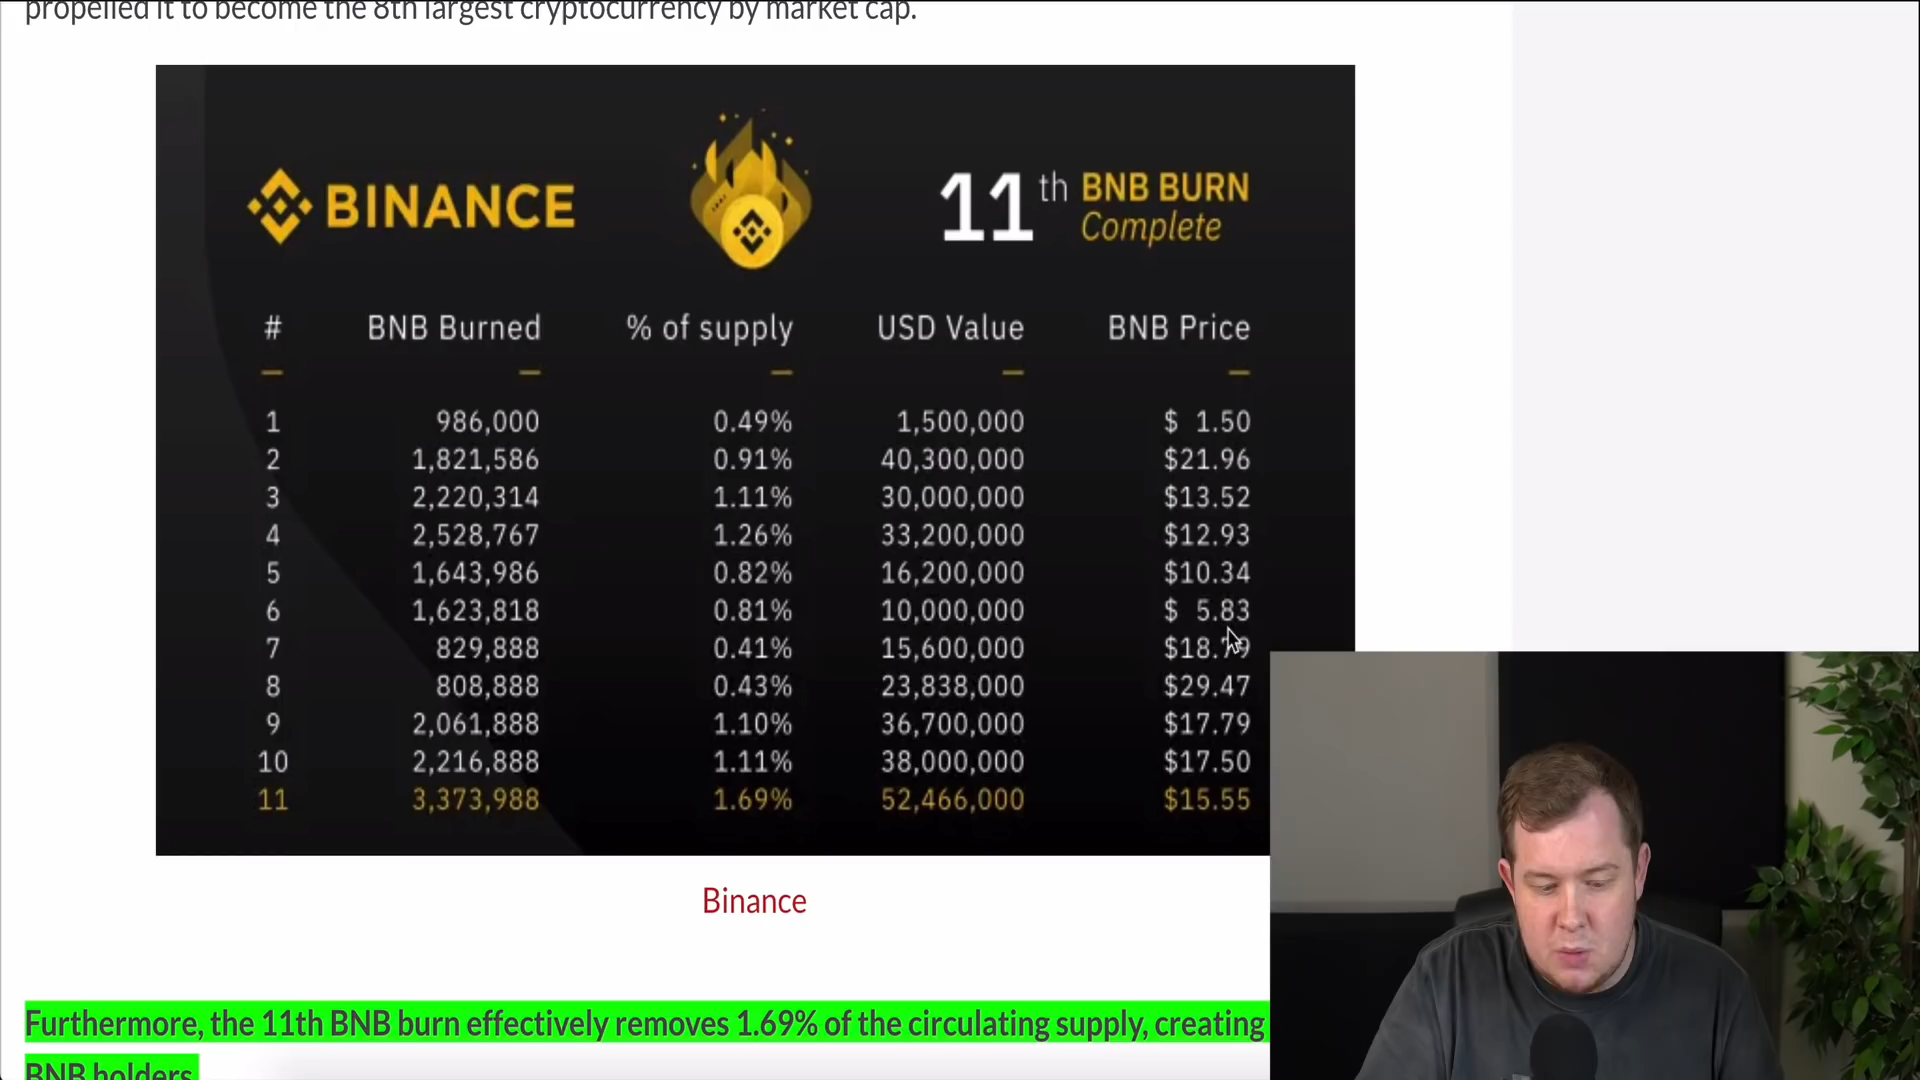 propelled it to become the 8th largest cryptocurrency by market cap.
BINANCE
11th BNB BURN
Complete
# BNB Burned % of supply USD Value BNB Price
1 986,000 0.49% 1,500,000 $ 1.50
2 1,821,586 0.91% 40,300,000 $21.96
3 2,220,314 1.11% 30,000,000 $13.52
4 2,528,767 1.26% 33,200,000 $12.93
5 1,643,986 0.82% 16,200,000 $10.34
6 1,623,818 0.81% 10,000,000 $ 5.83
7 829,888 0.41% 15,600,000 $18.79
8 808,888 0.43% 23,838,000 $29.47
9 2,061,888 1.10% 36,700,000 $17.79
10 2,216,888 1.11% 38,000,000 $17.50
11 3,373,988 1.69% 52,466,000 $15.55
Binance
Furthermore, the 11th BNB burn effectively removes 1.69% of the circulating supply, creating
BNB holders